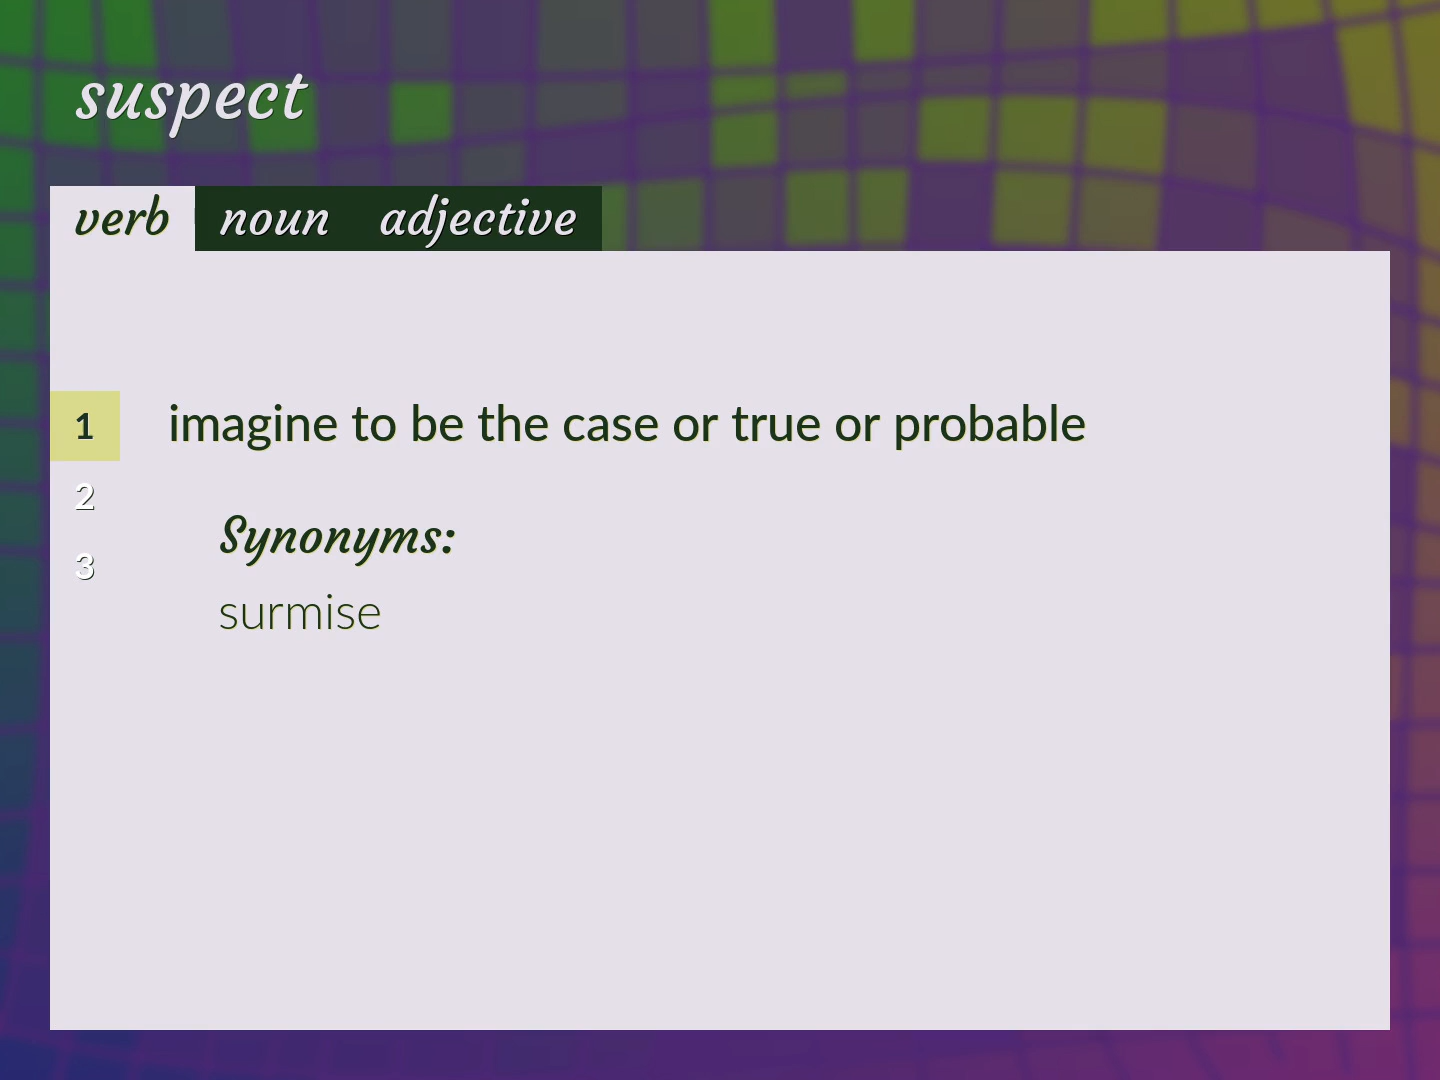 suspect
verb noun adjective
1 imagine to be the case or true or probable
2
Synonyms:
3
surmise